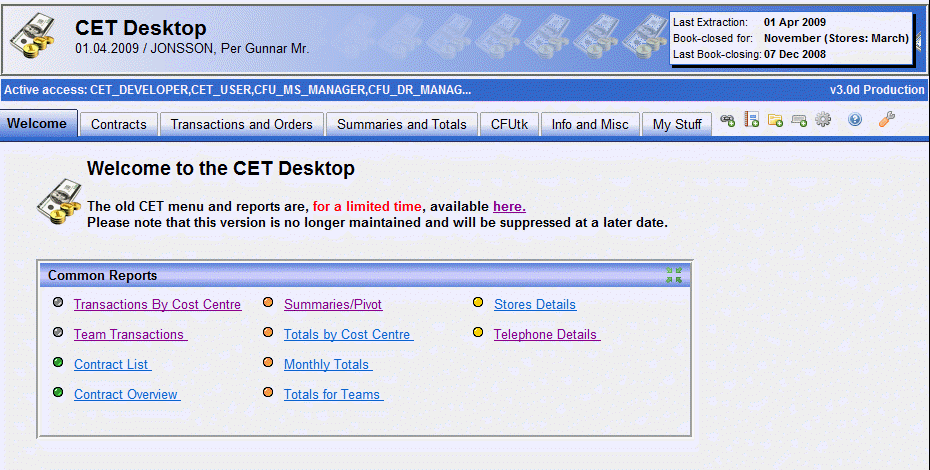 CET Desktop
01.04.2009 / JONSSON, Per Gunnar Mr.
Last Extraction: 01 Apr 2009
Book-closed for: November (Stores: March)
Last Book-closing: 07 Dec 2008
Active access: CET_DEVELOPER,CET_USER,CFU_MS_MANAGER,CFU_DR_MANAG... v3.0d Production
Welcome Contracts Transactions and Orders Summaries and Totals CFUtk Info and Misc My Stuff
Welcome to the CET Desktop
The old CET menu and reports are, for a limited time, available here.
Please note that this version is no longer maintained and will be suppressed at a later date.
Common Reports
Transactions By Cost Centre Summaries/Pivot Stores Details
Team Transactions Totals by Cost Centre Telephone Details
Contract List Monthly Totals
Contract Overview Totals for Teams